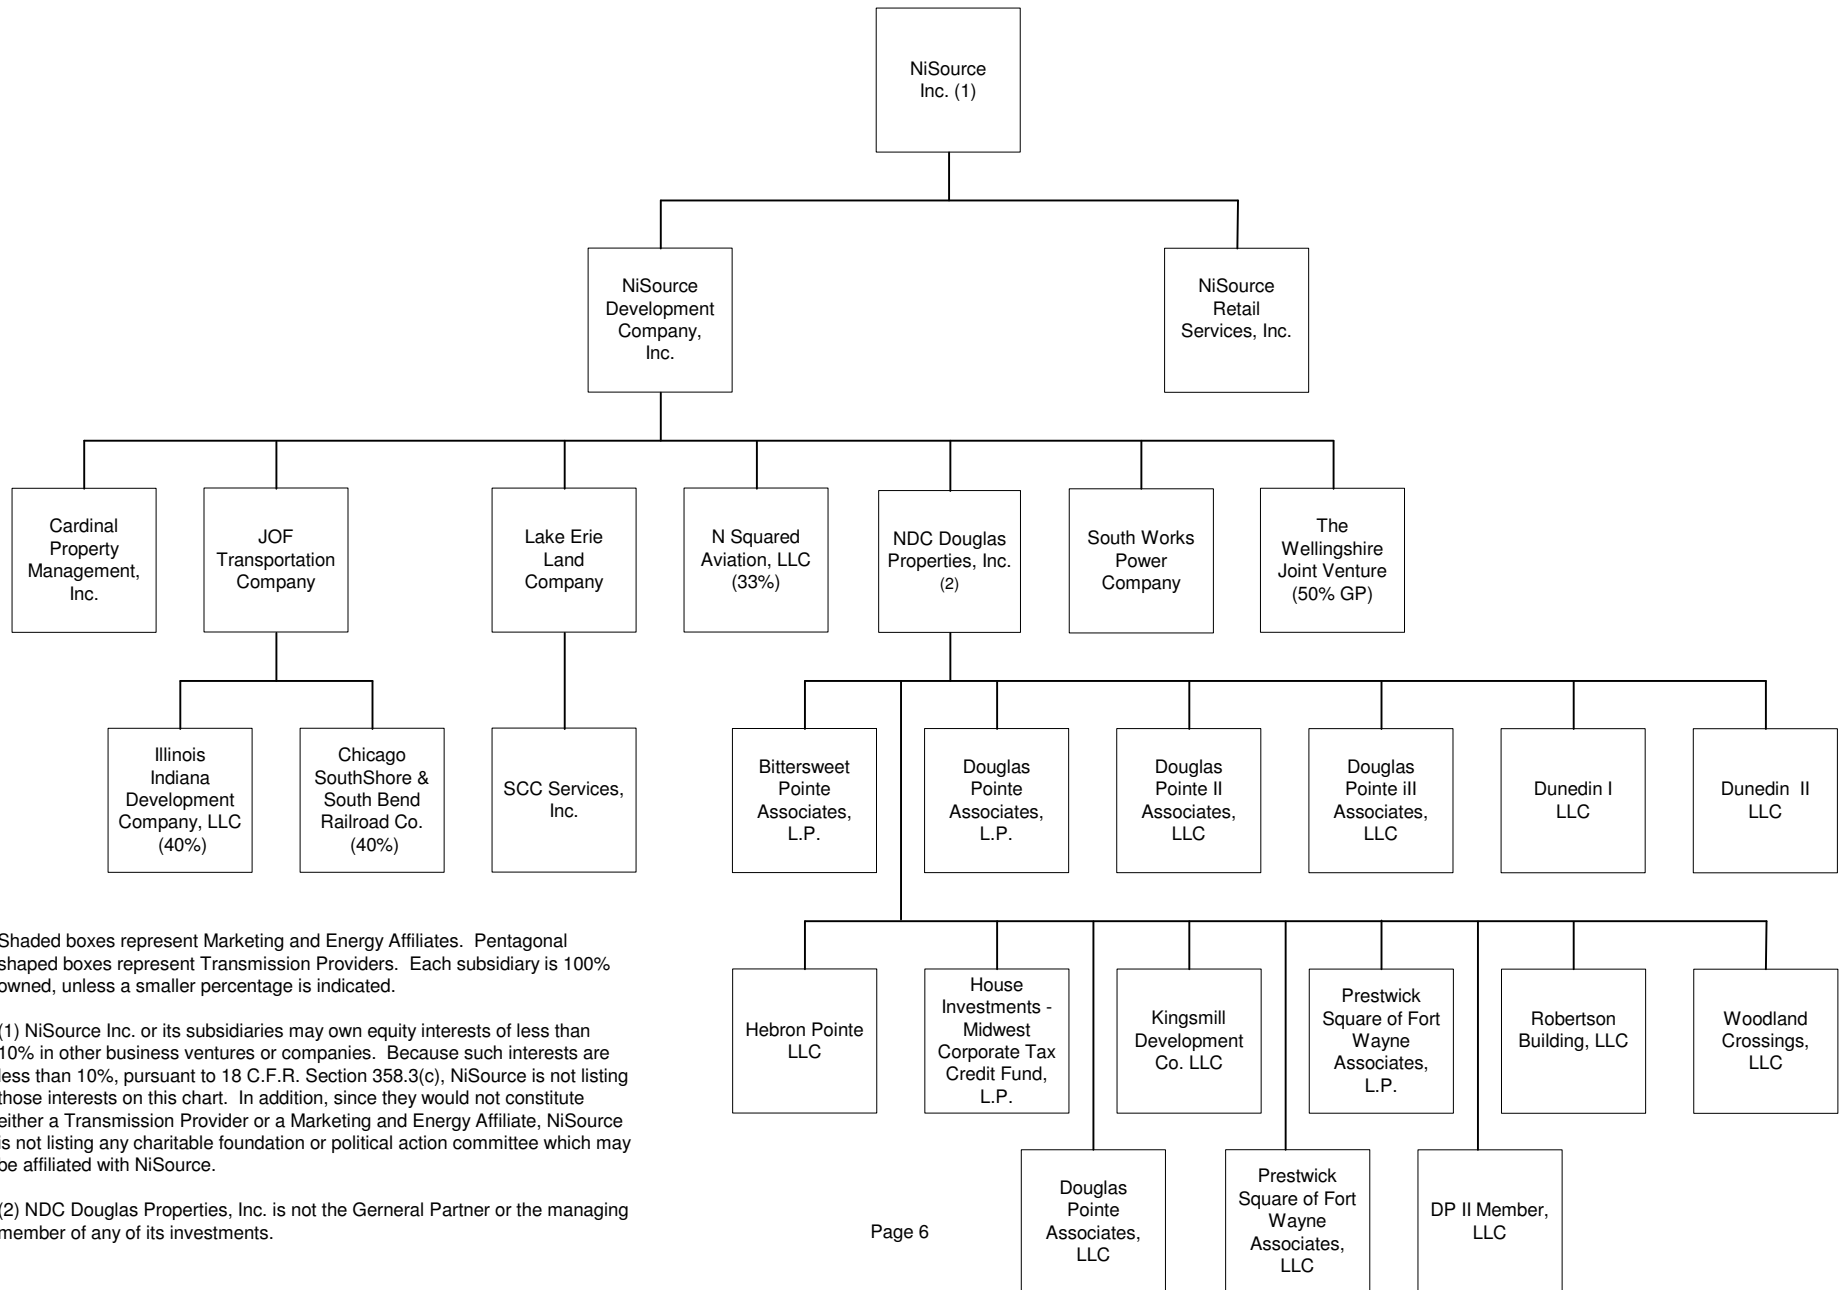 NiSource
Inc. (1)
NiSource
Development
Company,
Inc.
NiSource
Retail
Services, Inc.
Cardinal
Property
Management,
Inc.
JOF
Transportation
Company
Lake Erie
Land
Company
N Squared
Aviation, LLC
(33%)
NDC Douglas
Properties, Inc.
(2)
South Works
Power
Company
The
Wellingshire
Joint Venture
(50% GP)
Illinois
Indiana
Development
Company, LLC
(40%)
Chicago
SouthShore &
South Bend
Railroad Co.
(40%)
SCC Services,
Inc.
Bittersweet
Pointe
Associates,
L.P.
Douglas
Pointe
Associates,
L.P.
Douglas
Pointe II
Associates,
LLC
Douglas
Pointe iII
Associates,
LLC
Dunedin I
LLC
Dunedin  II
LLC
Hebron Pointe
LLC
House
Investments -
Midwest
Corporate Tax
Credit Fund,
L.P.
Kingsmill
Development
Co. LLC
Prestwick
Square of Fort
Wayne
Associates,
L.P.
Robertson
Building, LLC
Woodland
Crossings,
LLC
Douglas
Pointe
Associates,
LLC
Prestwick
Square of Fort
Wayne
Associates,
LLC
DP II Member,
LLC
Shaded boxes represent Marketing and Energy Affiliates.  Pentagonal
shaped boxes represent Transmission Providers.  Each subsidiary is 100%
owned, unless a smaller percentage is indicated.
(1) NiSource Inc. or its subsidiaries may own equity interests of less than
10% in other business ventures or companies.  Because such interests are
less than 10%, pursuant to 18 C.F.R. Section 358.3(c), NiSource is not listing
those interests on this chart.  In addition, since they would not constitute
either a Transmission Provider or a Marketing and Energy Affiliate, NiSource
is not listing any charitable foundation or political action committee which may
be affiliated with NiSource.
(2) NDC Douglas Properties, Inc. is not the Gerneral Partner or the managing
member of any of its investments.
Page 6